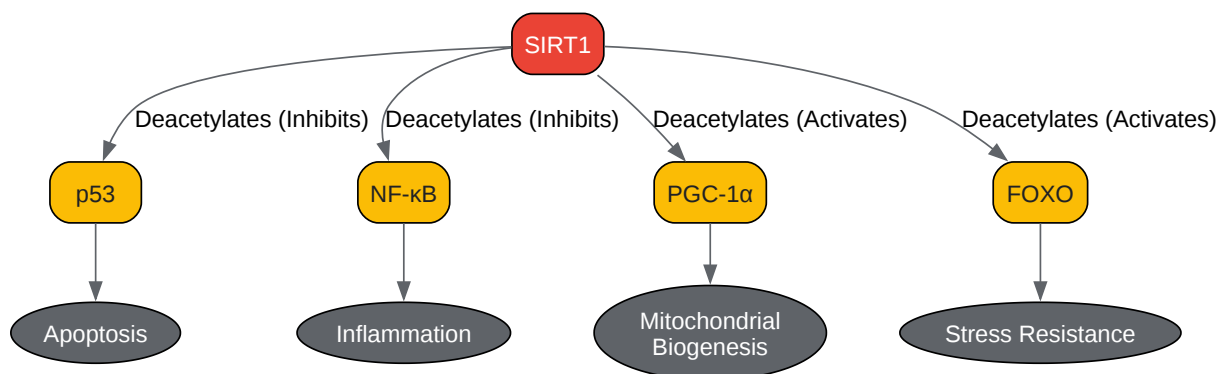 SIRT1
Deacetylates (Inhibits)
Deacetylates (Inhibits)
Deacetylates (Activates)
Deacetylates (Activates)
p53
NF-κB
PGC-1α
FOXO
Apoptosis
Inflammation
Mitochondrial
Biogenesis
Stress Resistance